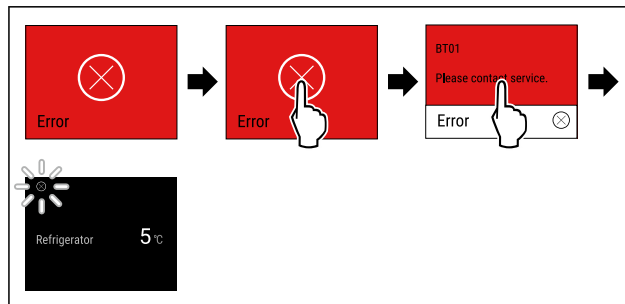 Error
Error
BT01
Please contact service.
Error
Refrigerator 5 °C